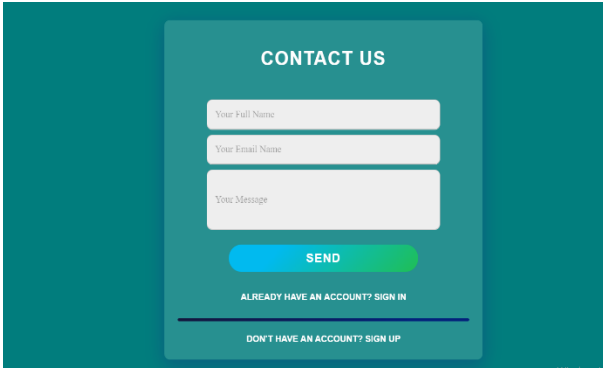 CONTACT US
Your Full Name
Your Email Name
Your Message
SEND
ALREADY HAVE AN ACCOUNT? SIGN IN
DON'T HAVE AN ACCOUNT? SIGN UP